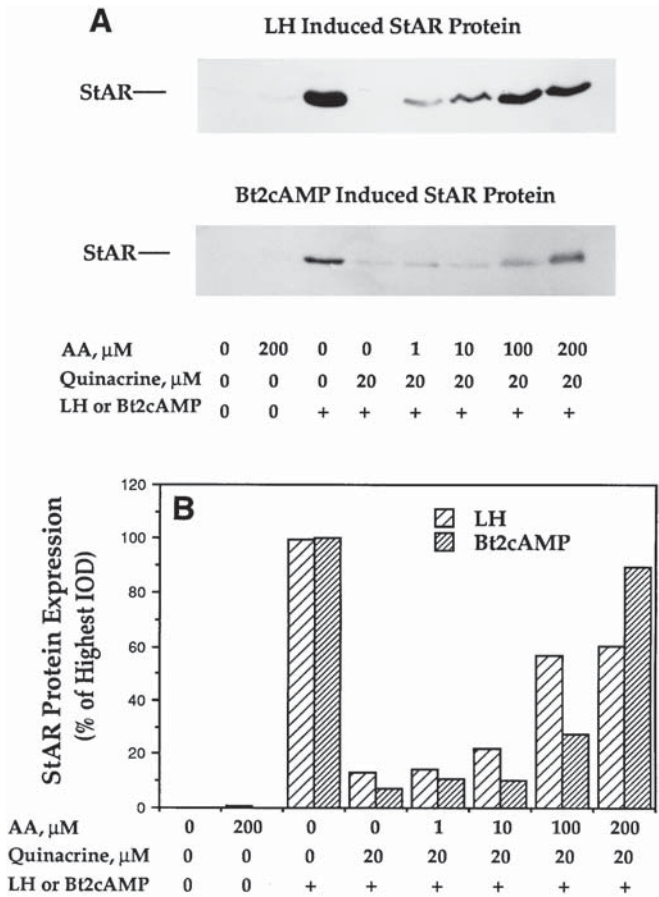 A
LH Induced StAR Protein
StAR
Bt2cAMP Induced StAR Protein
StAR
AA, μM 0 200 0 0 1 10 100 200
Quinacrine, μM 0 0 0 20 20 20 20 20
LH or Bt2cAMP 0 0 + + + + + +
B
StAR Protein Expression
(% of Highest IOD)
120
100
80
60
40
20
0
LH
Bt2cAMP
AA, μM 0 200 0 0 1 10 100 200
Quinacrine, μM 0 0 0 20 20 20 20 20
LH or Bt2cAMP 0 0 + + + + + +